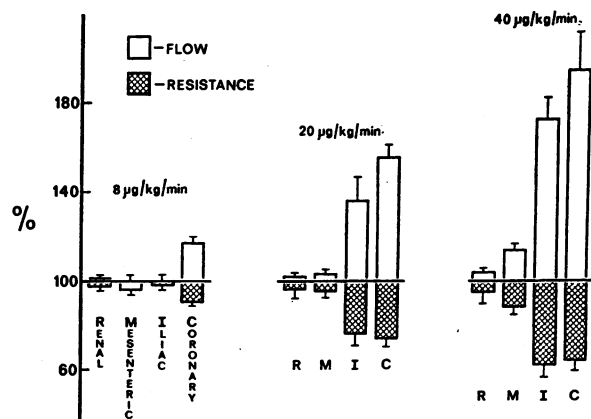 40 µg/kg/min
FLOW
RESISTANCE
180
20 µg/kg/min
140
8 µg/kg/min
%
100
RENAL
MESENTERIC
ILIAC
CORONARY
60
R M I C
R M I C